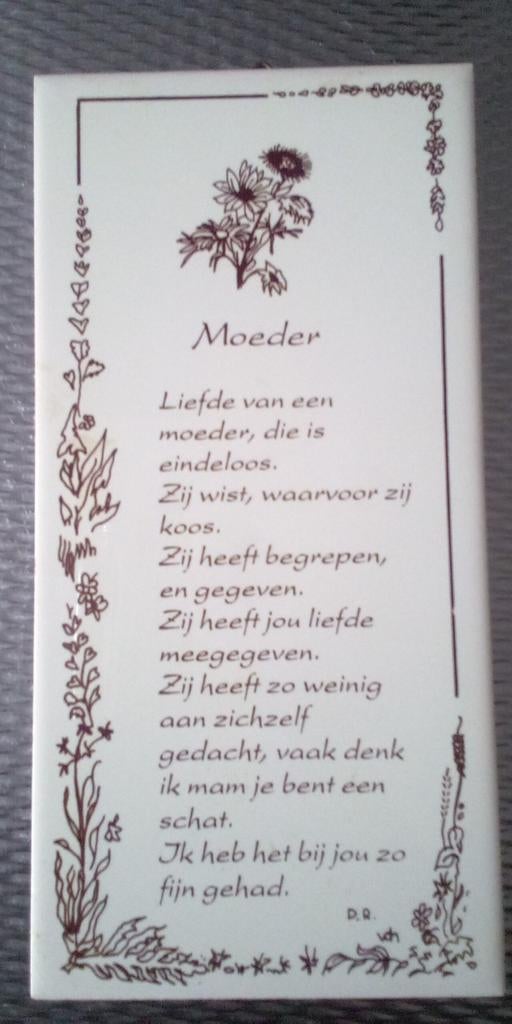 Moeder
Liefde van een
moeder, die is
eindeloos.
Zij wist, waarvoor zij
koos.
Zij heeft begrepen,
en gegeven.
Zij heeft jou liefde
meegegeven.
Zij heeft zo weinig
aan zichzelf
gedacht, vaak denk
ik mam je bent een
schat.
Ik heb het bij jou zo
fijn gehad.